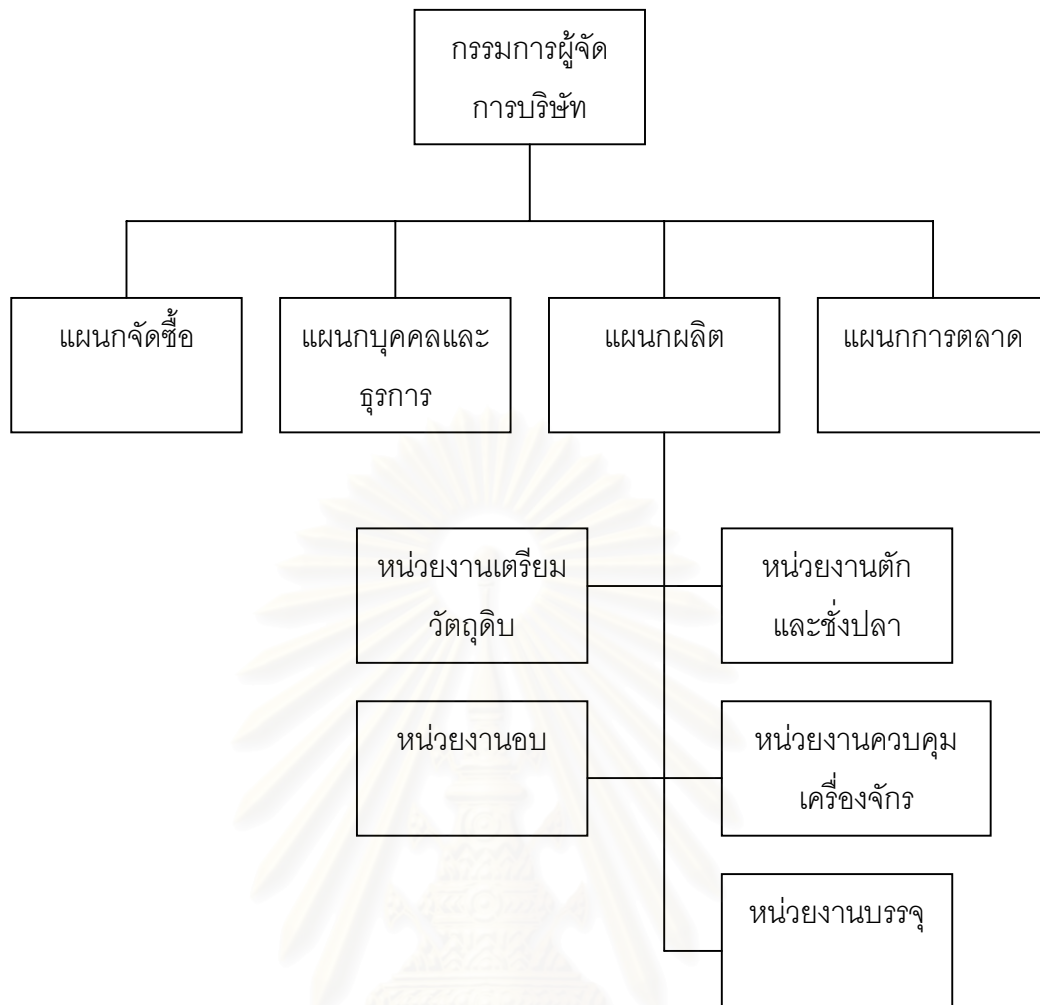 กรรมการผู้จัด
การบริษัท
แผนกจัดซื้อ
แผนกบุคคลและ
ธุรการ
แผนกผลิต
แผนกการตลาด
หน่วยงานเตรียม
วัตถุดิบ
หน่วยงานตัก
และชั่งปลา
หน่วยงานอบ
หน่วยงานควบคุม
เครื่องจักร
หน่วยงานบรรจุ